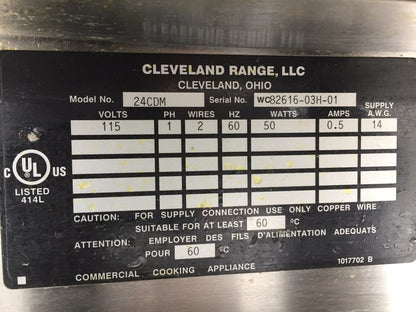 CLEVELAND RANGE, LLC
CLEVELAND, OHIO
Model No. 24CDM Serial No. WC82616-03H-01
VOLTS PH WIRES HZ WATTS AMPS SUPPLY A.W.G.
115 1 2 60 50 0.5 14
C UL US
LISTED
414L
CAUTION: FOR SUPPLY CONNECTION USE ONLY COPPER WIRE
SUITABLE FOR AT LEAST 60 ºC
ATTENTION: EMPLOYER DES FILS D'ALIMENTATION ADEQUATS
POUR 60 ºC
COMMERCIAL COOKING APPLIANCE 1017702 B